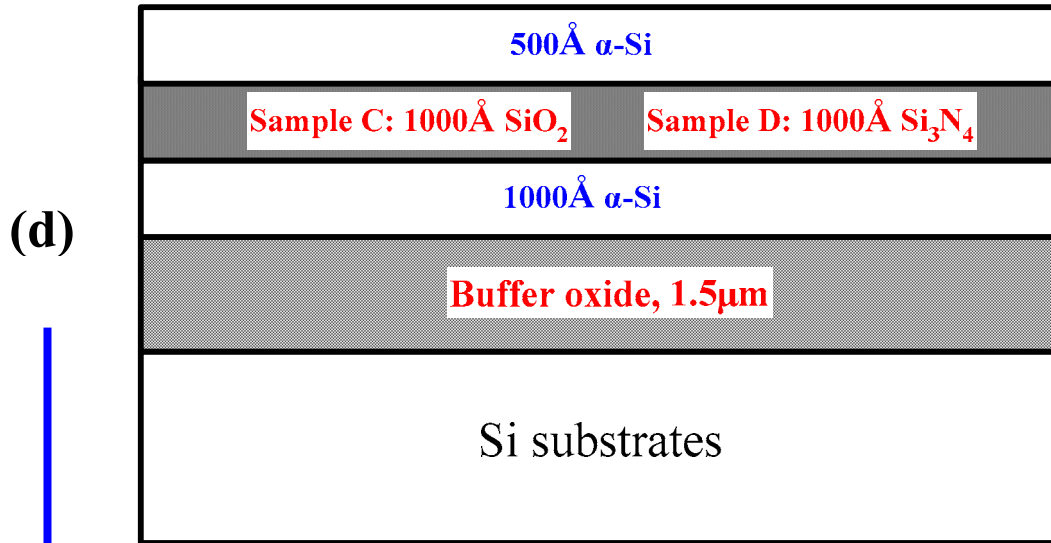 500Å α-Si
Sample C: 1000Å SiO₂ Sample D: 1000Å Si₃N₄
1000Å α-Si
(d)
Buffer oxide, 1.5μm
Si substrates